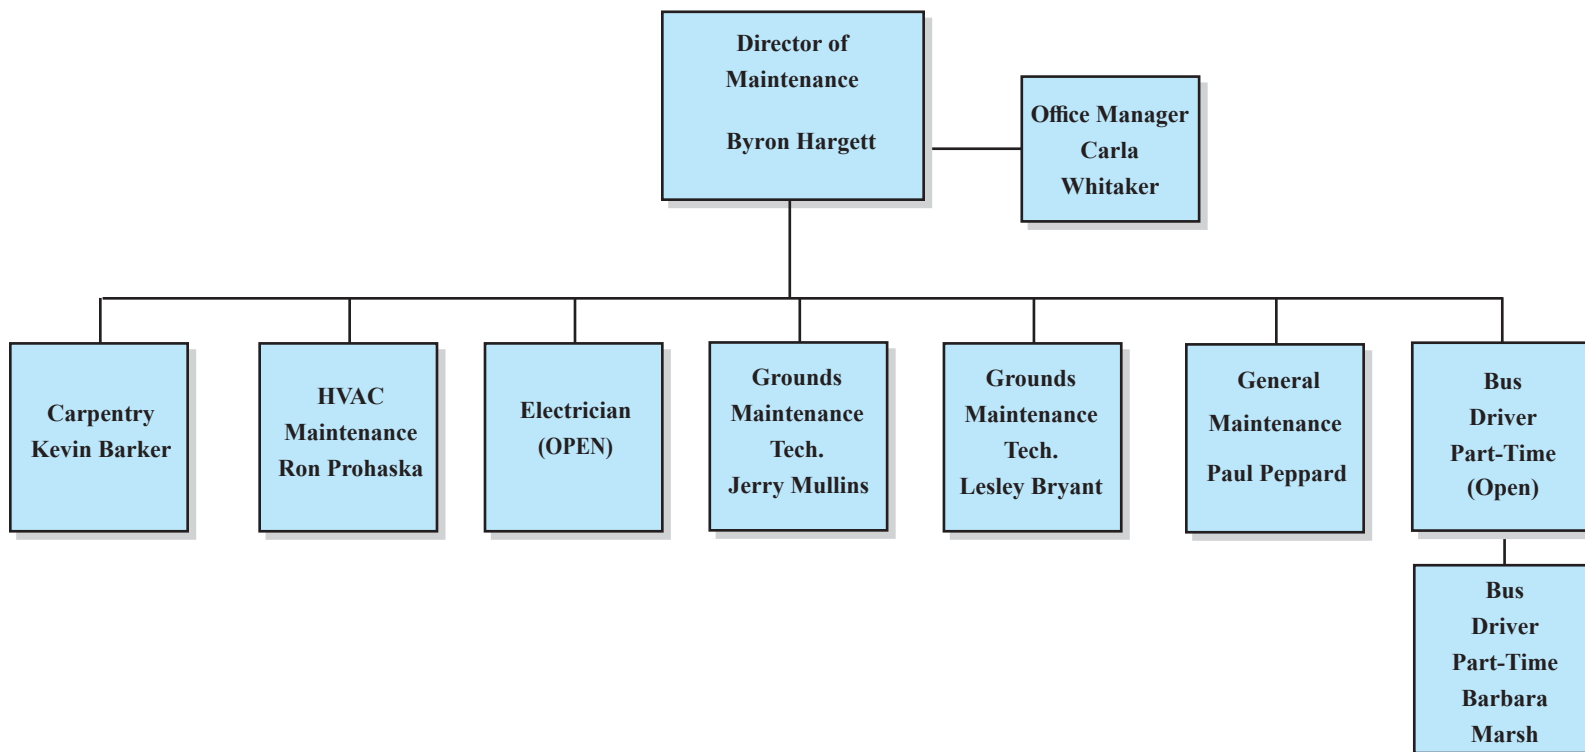 Director of
Maintenance
Byron Hargett
Office Manager
Carla
Whitaker
Carpentry
Kevin Barker
HVAC
Maintenance
Ron Prohaska
Electrician
(OPEN)
Grounds
Maintenance
Tech.
Jerry Mullins
Grounds
Maintenance
Tech.
Lesley Bryant
General
Maintenance
Paul Peppard
Bus
Driver
Part-Time
(Open)
Bus
Driver
Part-Time
Barbara
Marsh